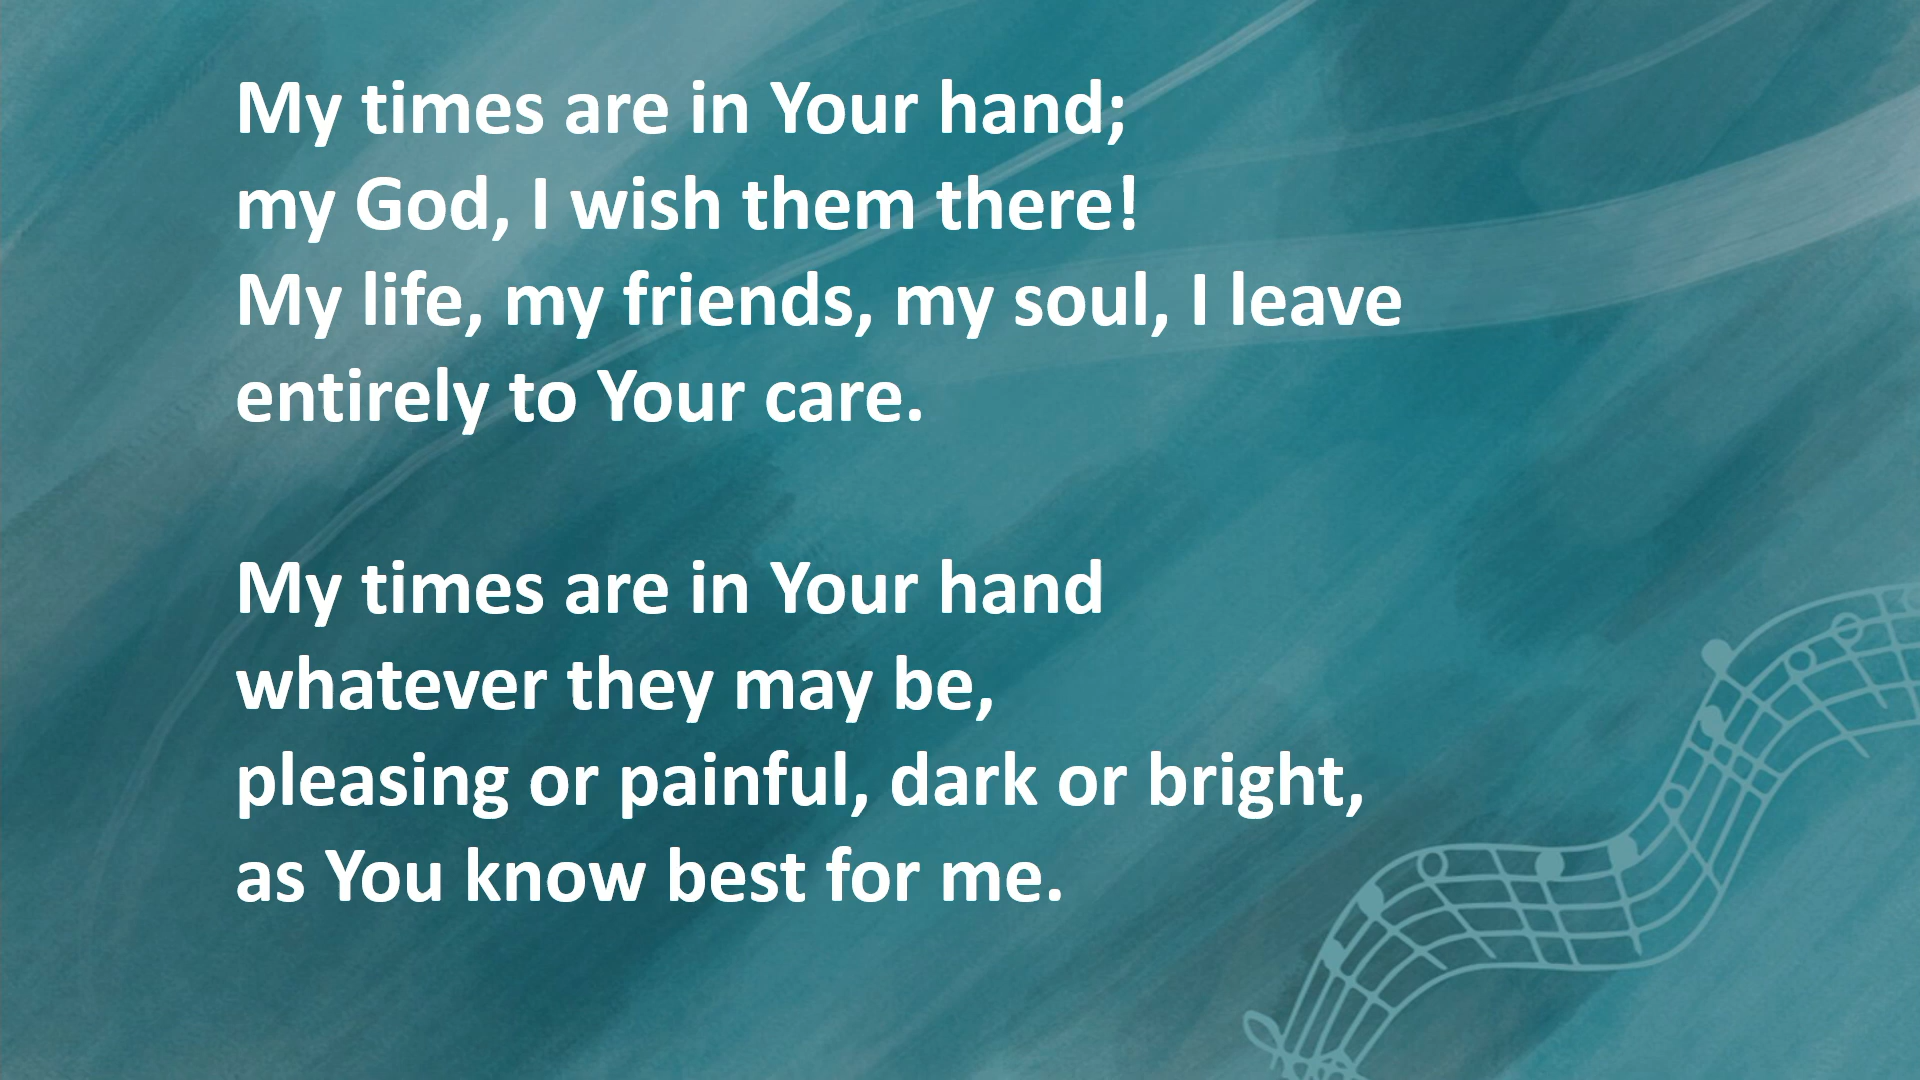 My times are in Your hand;
my God, I wish them there!
My life, my friends, my soul, I leave
entirely to Your care.
My times are in Your hand
whatever they may be,
pleasing or painful, dark or bright,
as You know best for me.